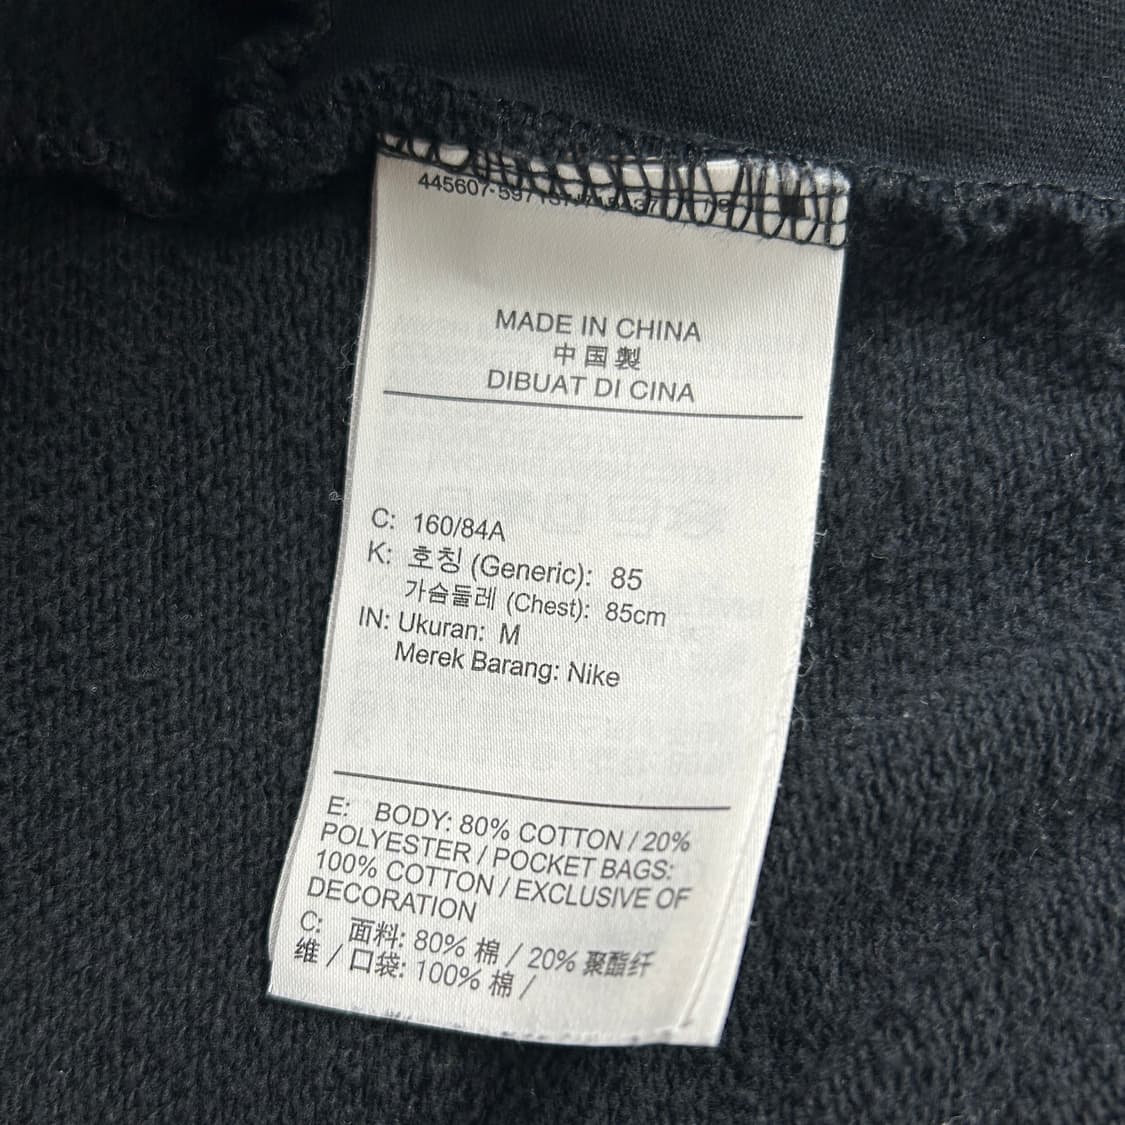 MADE IN CHINA
中国製
DIBUAT DI CINA
C: 160/84A
K: 호칭 (Generic): 85
가슴둘레 (Chest): 85cm
IN: Ukuran: M
Merek Barang: Nike
E: BODY: 80% COTTON / 20%
POLYESTER / POCKET BAGS:
100% COTTON / EXCLUSIVE OF
DECORATION
C: 面料: 80% 棉 / 20% 聚酯纤
维 / 口袋: 100% 棉 /